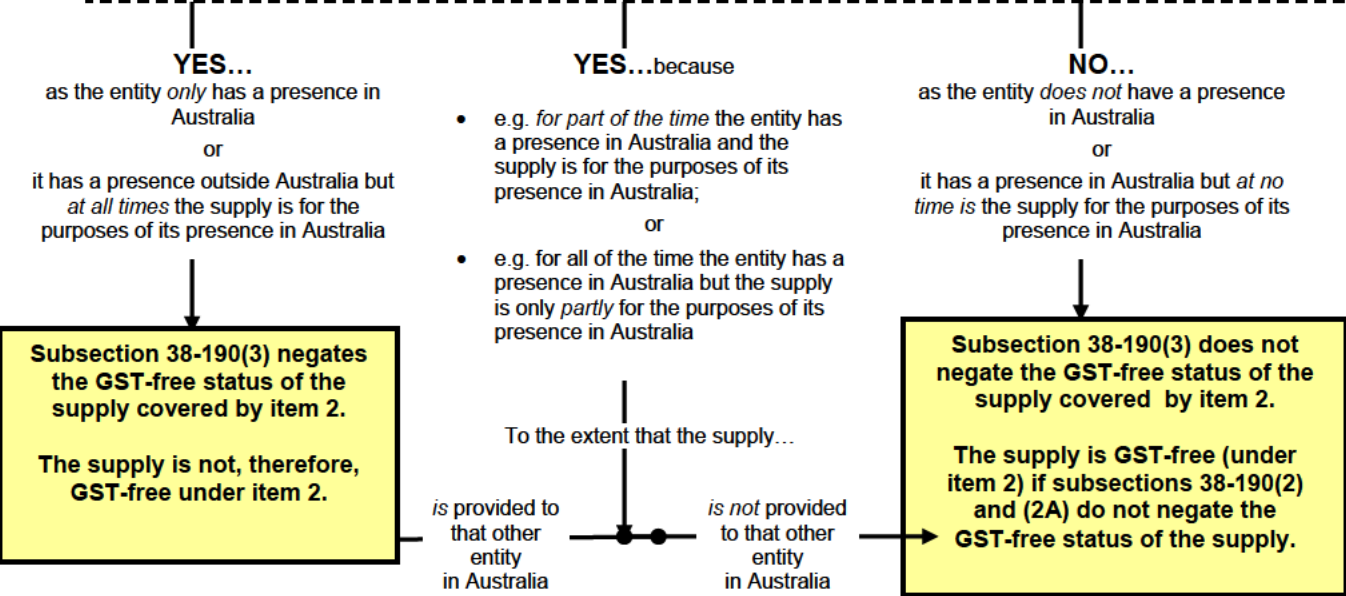 YES…
as the entity only has a presence in
Australia
or
it has a presence outside Australia but
at all times the supply is for the
purposes of its presence in Australia
YES…because
• e.g. for part of the time the entity has
a presence in Australia and the
supply is for the purposes of its
presence in Australia;
or
• e.g. for all of the time the entity has a
presence in Australia but the supply
is only partly for the purposes of its
presence in Australia
NO…
as the entity does not have a presence
in Australia
or
it has a presence in Australia but at no
time is the supply for the purposes of its
presence in Australia
Subsection 38-190(3) negates
the GST-free status of the
supply covered by item 2.
The supply is not, therefore,
GST-free under item 2.
To the extent that the supply…
is provided to
that other
entity
in Australia
is not provided
to that other
entity
in Australia
Subsection 38-190(3) does not
negate the GST-free status of the
supply covered by item 2.
The supply is GST-free (under
item 2) if subsections 38-190(2)
and (2A) do not negate the
GST-free status of the supply.